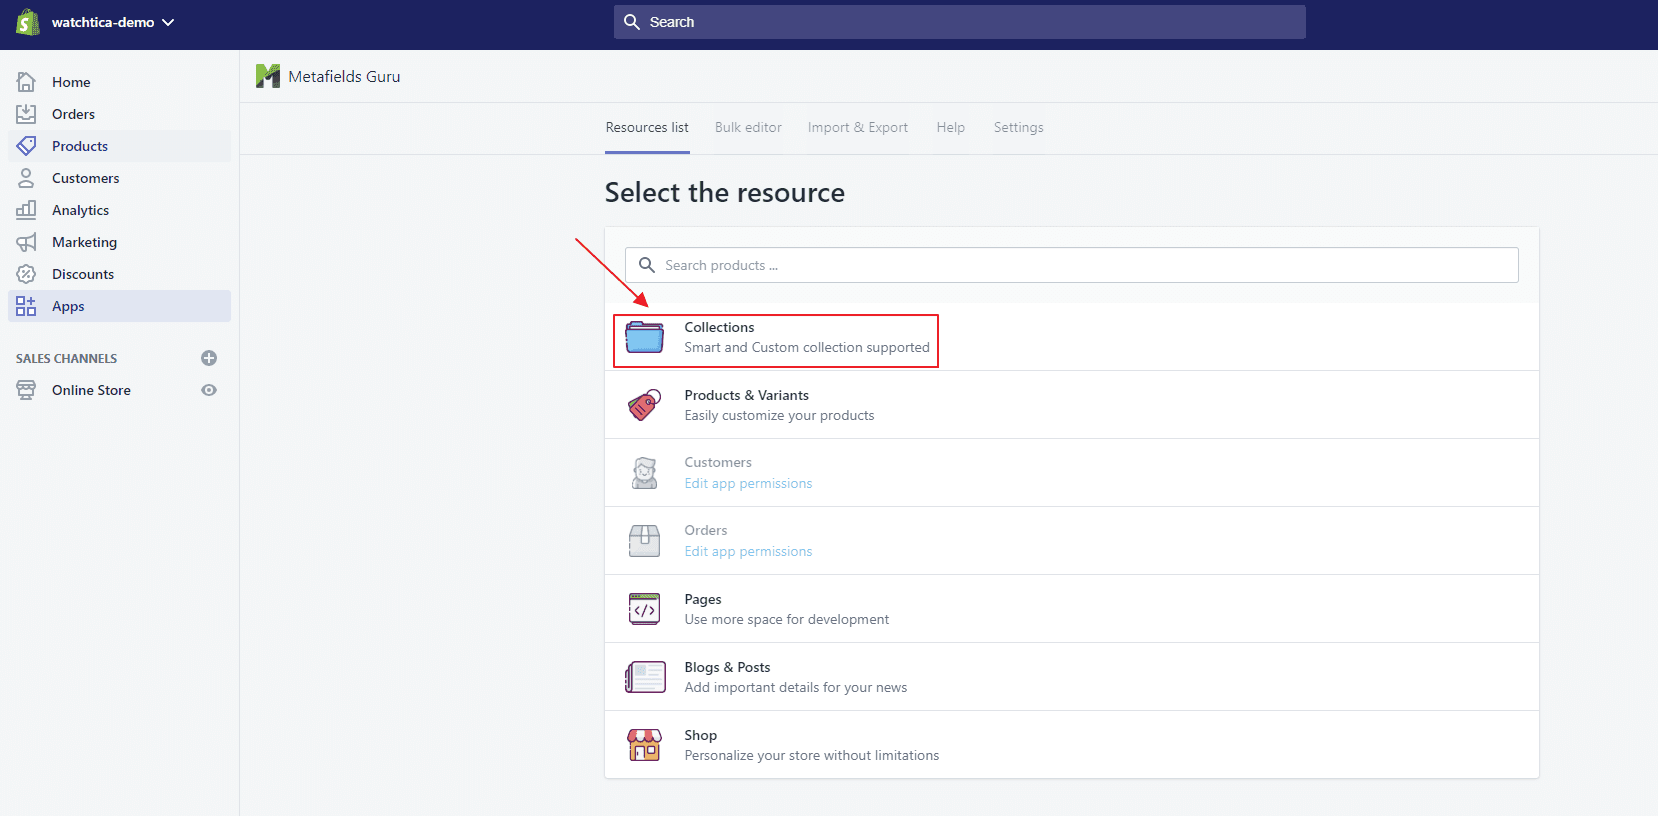 watchtica-demo
Search
Home
Orders
Products
Customers
Analytics
Marketing
Discounts
Apps
SALES CHANNELS
Online Store
Metafields Guru
Resources list
Bulk editor
Import & Export
Help
Settings
Select the resource
Search products ...
Collections
Smart and Custom collection supported
Products & Variants
Easily customize your products
Customers
Edit app permissions
Orders
Edit app permissions
Pages
Use more space for development
Blogs & Posts
Add important details for your news
Shop
Personalize your store without limitations